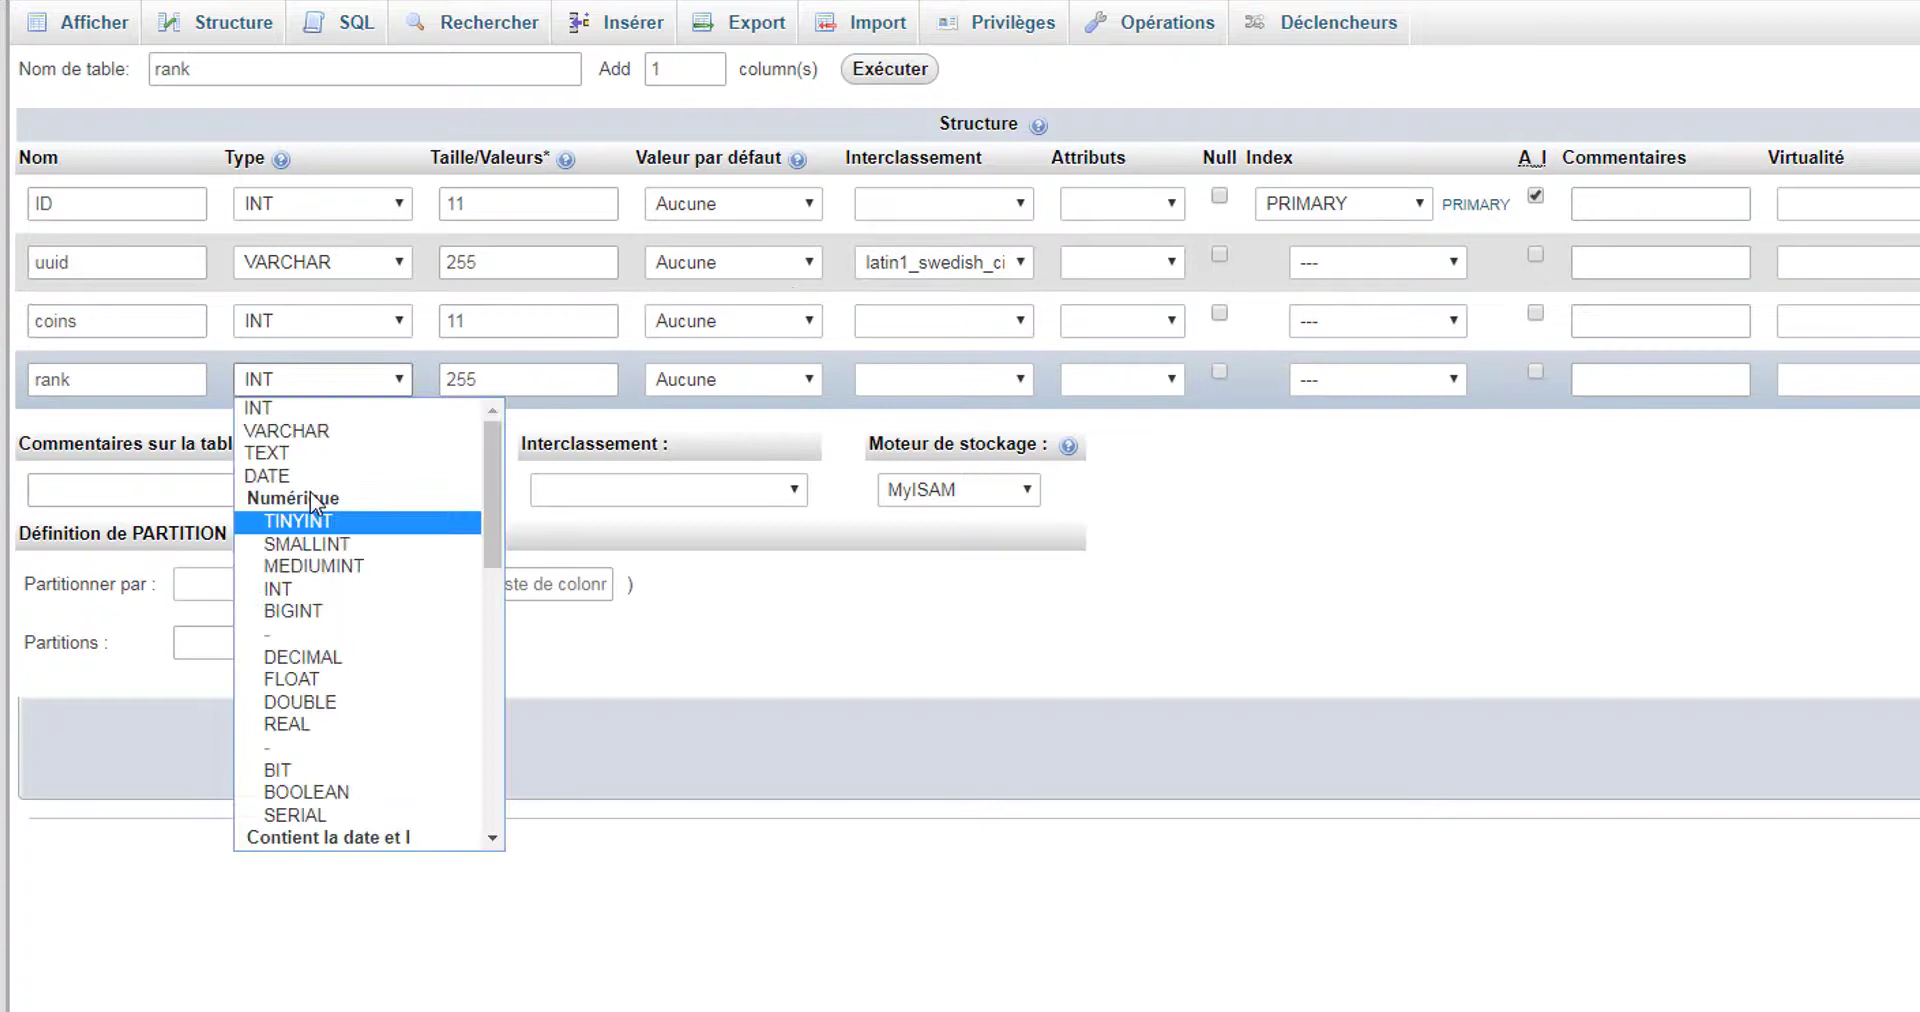 Afficher Structure SQL Rechercher Insérer Export Import Privilèges Opérations Déclencheurs
Nom de table: rank Add 1 column(s) Exécuter
Structure
Nom Type Taille/Valeurs* Valeur par défaut Interclassement Attributs Null Index A_I Commentaires Virtualité
ID INT 11 Aucune PRIMARY PRIMARY
uuid VARCHAR 255 Aucune latin1_swedish_ci ---
coins INT 11 Aucune ---
rank INT 255 Aucune ---
INT
VARCHAR
Commentaires sur la tabl Interclassement : Moteur de stockage :
TEXT
DATE
MyISAM
Numérique
TINYINT
Définition de PARTITION
SMALLINT
MEDIUMINT
Partitionner par : ste de colonr )
INT
BIGINT
-
Partitions :
DECIMAL
FLOAT
DOUBLE
REAL
-
BIT
BOOLEAN
SERIAL
Contient la date et l